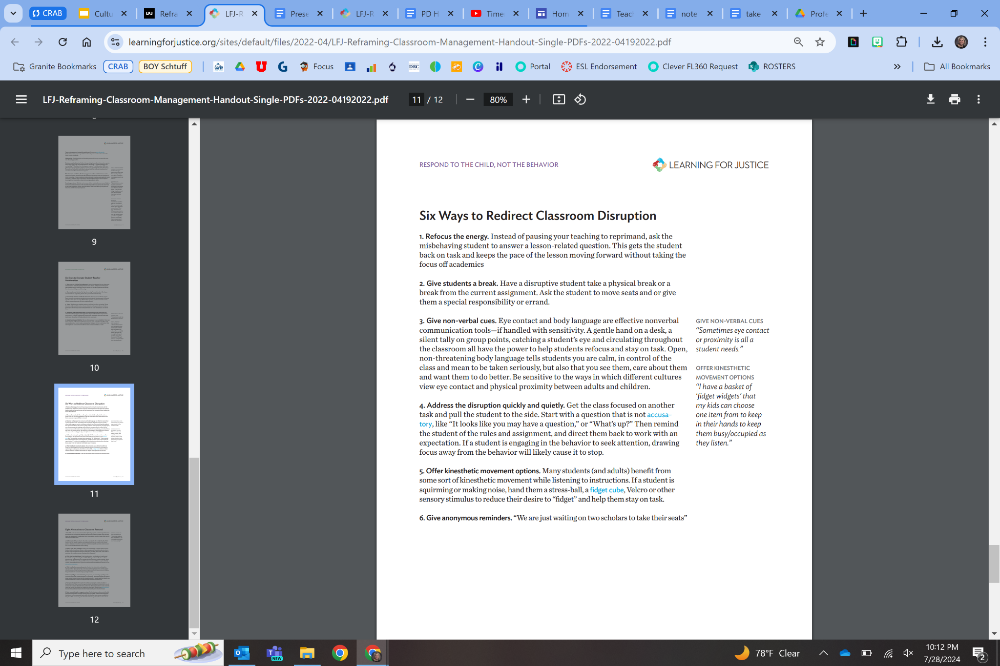 CRAB
Cultu
Refra
LFJ-R
Prese
LFJ-R
PD H
Time
Hom
Teac
note
take
Profe
learningforjustice.org/sites/default/files/2022-04/LFJ-Reframing-Classroom-Management-Handout-Single-PDFs-2022-04192022.pdf
Granite Bookmarks
CRAB
BOY Schtuff
Focus
Portal
ESL Endorsement
Clever FL360 Request
ROSTERS
All Bookmarks
LFJ-Reframing-Classroom-Management-Handout-Single-PDFs-2022-04192022.pdf
11 / 12
80%
9
10
11
12
RESPOND TO THE CHILD, NOT THE BEHAVIOR
LEARNING FOR JUSTICE
Six Ways to Redirect Classroom Disruption
1. Refocus the energy. Instead of pausing your teaching to reprimand, ask the
misbehaving student to answer a lesson-related question. This gets the student
back on task and keeps the pace of the lesson moving forward without taking the
focus off academics
2. Give students a break. Have a disruptive student take a physical break or a
break from the current assignment. Ask the student to move seats and or give
them a special responsibility or errand.
3. Give non-verbal cues. Eye contact and body language are effective nonverbal
communication tools—if handled with sensitivity. A gentle hand on a desk, a
silent tally on group points, catching a student’s eye and circulating throughout
the classroom all have the power to help students refocus and stay on task. Open,
non-threatening body language tells students you are calm, in control of the
class and mean to be taken seriously, but also that you see them, care about them
and want them to do better. Be sensitive to the ways in which different cultures
view eye contact and physical proximity between adults and children.
4. Address the disruption quickly and quietly. Get the class focused on another
task and pull the student to the side. Start with a question that is not accusa-
tory, like “It looks like you may have a question,” or “What’s up?” Then remind
the student of the rules and assignment, and direct them back to work with an
expectation. If a student is engaging in the behavior to seek attention, drawing
focus away from the behavior will likely cause it to stop.
5. Offer kinesthetic movement options. Many students (and adults) benefit from
some sort of kinesthetic movement while listening to instructions. If a student is
squirming or making noise, hand them a stress-ball, a fidget cube, Velcro or other
sensory stimulus to reduce their desire to “fidget” and help them stay on task.
6. Give anonymous reminders. “We are just waiting on two scholars to take their seats”
GIVE NON-VERBAL CUES
“Sometimes eye contact
or proximity is all a
student needs.”
OFFER KINESTHETIC
MOVEMENT OPTIONS
“I have a basket of
‘fidget widgets’ that
my kids can choose
one item from to keep
in their hands to keep
them busy/occupied as
they listen.”
Type here to search
NEW
78°F Clear
10:12 PM
7/28/2024
2